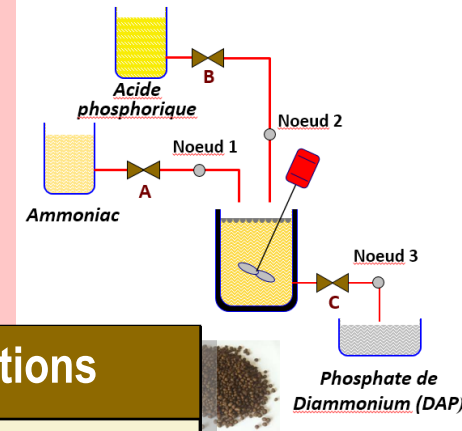 B
Acide
phosphorique
Noeud 2
Noeud 1
A
Ammoniac
Noeud 3
C
tions
Phosphate de
Diammonium (DAP)